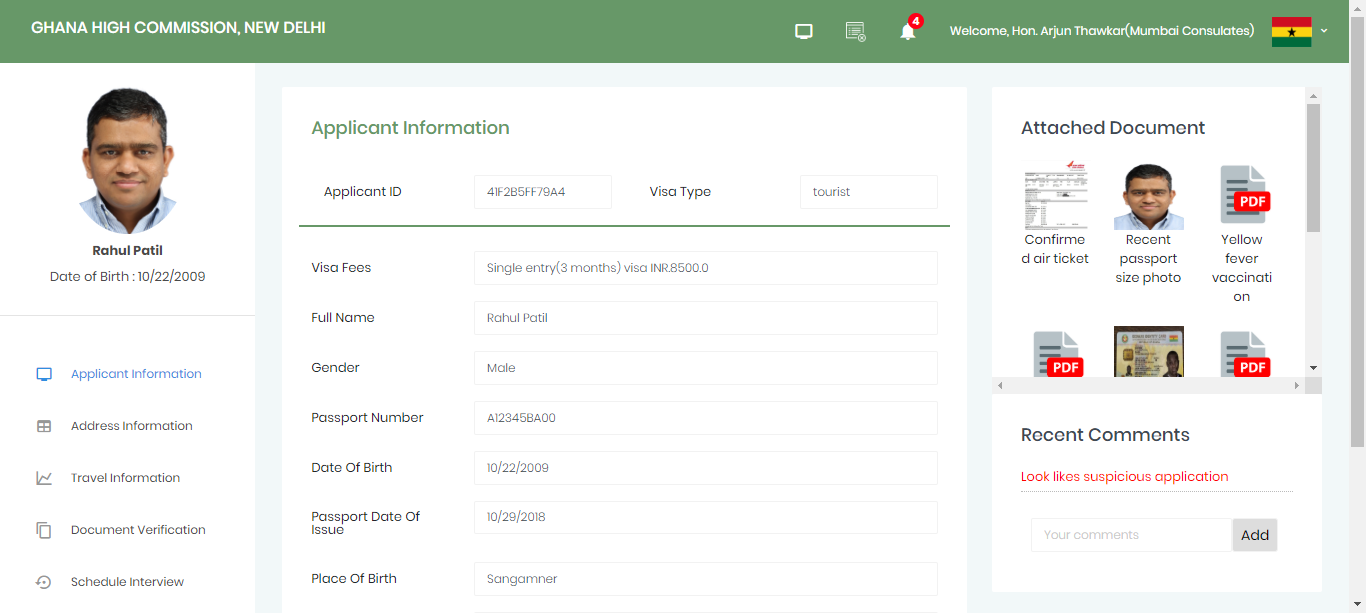 GHANA HIGH COMMISSION, NEW DELHI
4
Welcome, Hon. Arjun Thawkar(Mumbai Consulates)
Rahul Patil
Date of Birth : 10/22/2009
Applicant Information
Address Information
Travel Information
Document Verification
Schedule Interview
Applicant Information
Applicant ID
41F2B5FF79A4
Visa Type
tourist
Visa Fees
Single entry(3 months) visa INR.8500.0
Full Name
Rahul Patil
Gender
Male
Passport Number
A12345BA00
Date Of Birth
10/22/2009
Passport Date Of
Issue
10/29/2018
Place Of Birth
Sangamner
Attached Document
Confirme
d air ticket
Recent
passport
size photo
PDF
Yellow
fever
vaccinati
on
PDF
PDF
Recent Comments
Look likes suspicious application
Your comments
Add